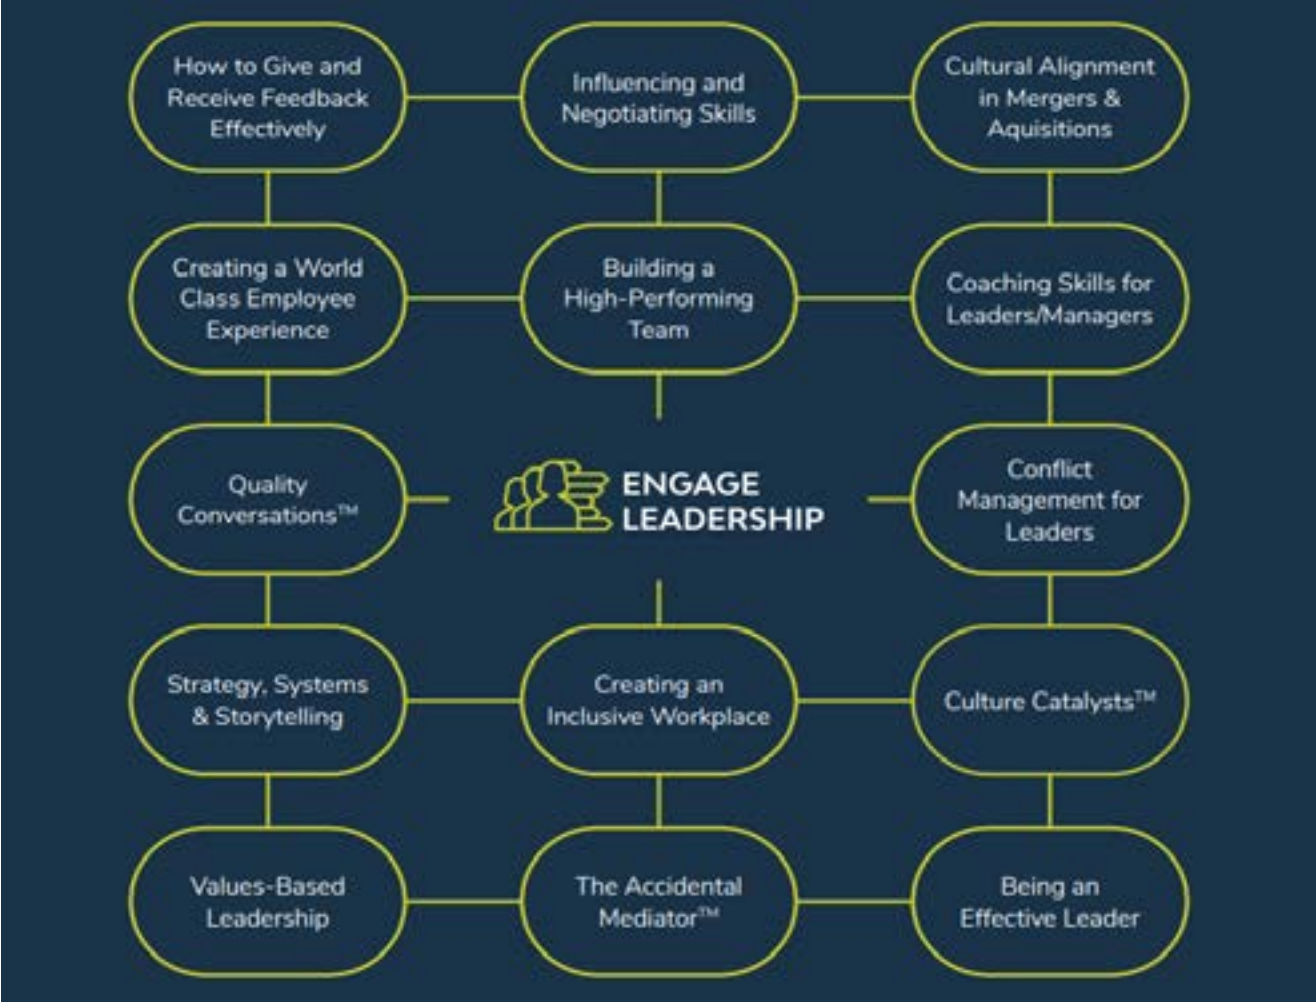 How to Give and
Receive Feedback
Effectively
Influencing and
Negotiating Skills
Cultural Alignment
in Mergers &
Aquisitions
Creating a World
Class Employee
Experience
Building a
High-Performing
Team
Coaching Skills for
Leaders/Managers
Quality
Conversations™
ENGAGE
LEADERSHIP
Conflict
Management for
Leaders
Strategy, Systems
& Storytelling
Creating an
Inclusive Workplace
Culture Catalysts™
Values-Based
Leadership
The Accidental
Mediator™
Being an
Effective Leader